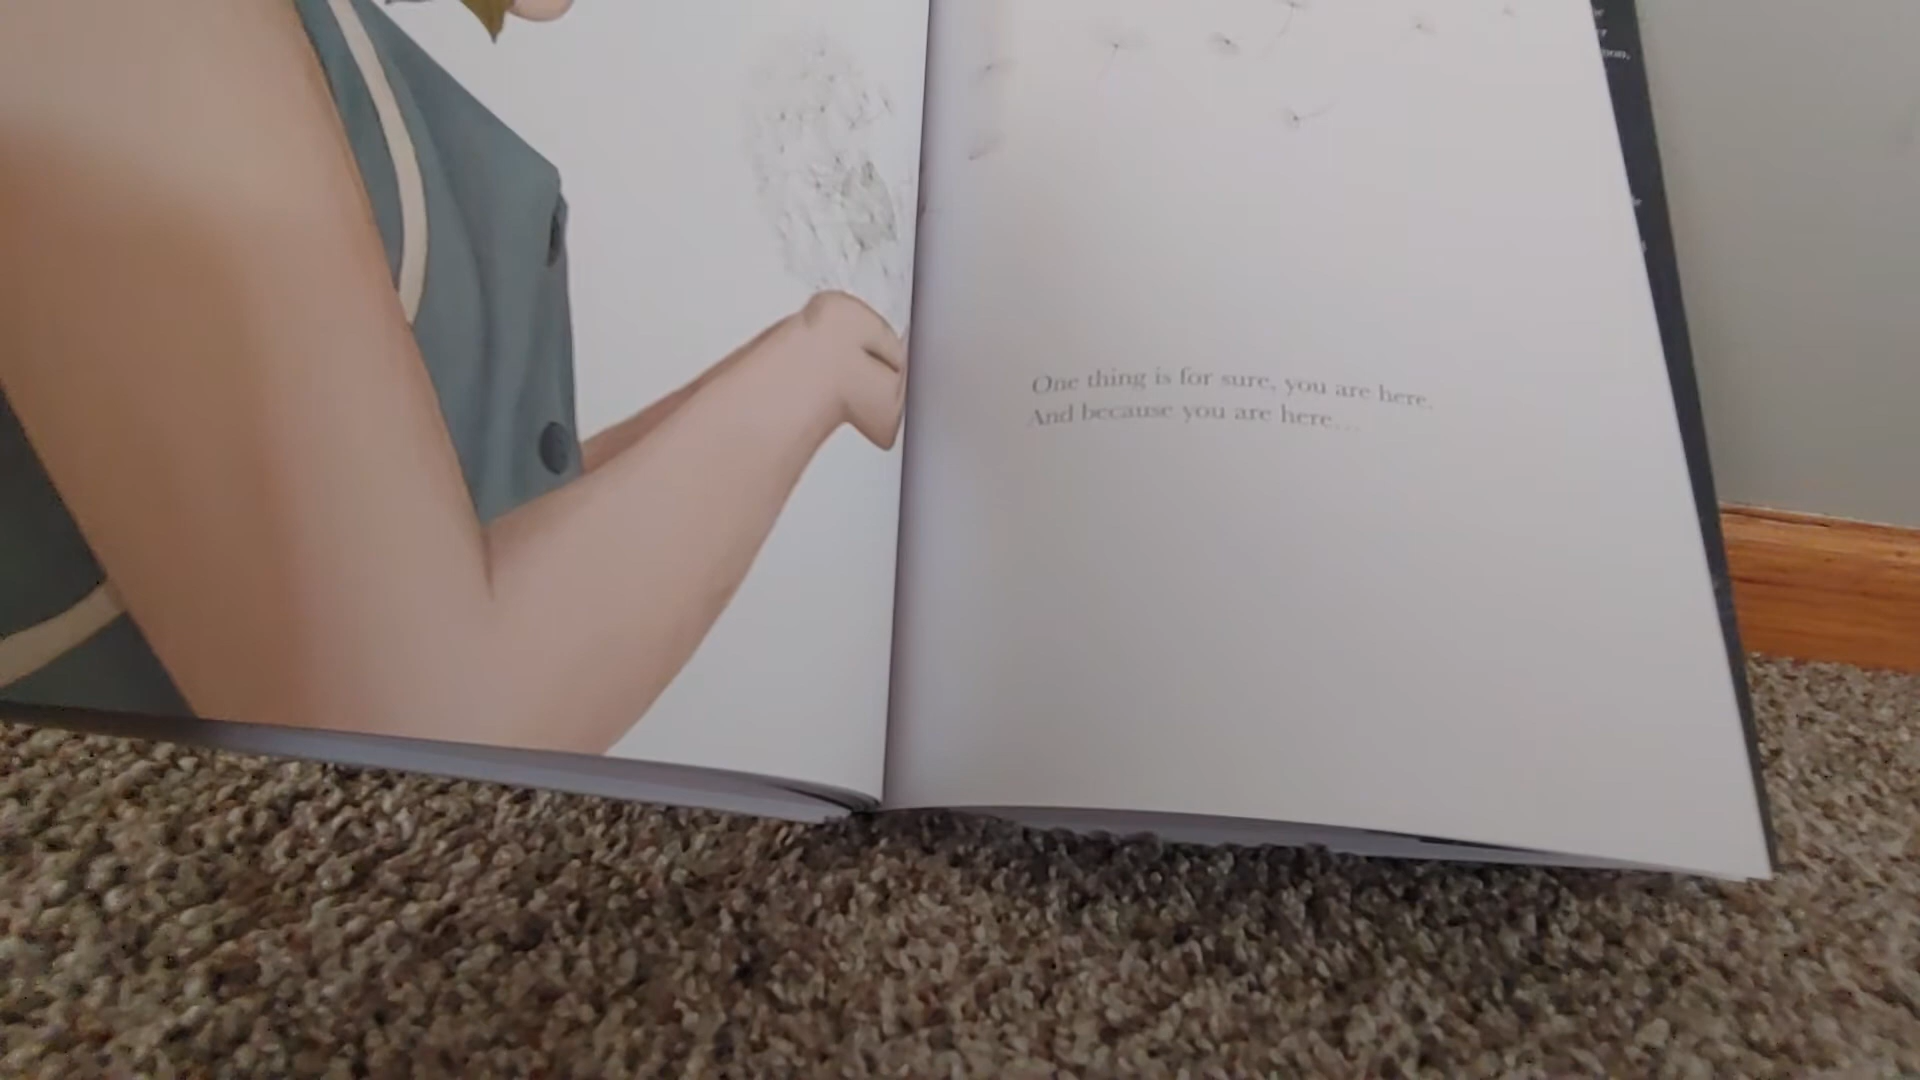 One thing is for sure, you are here.
And because you are here...